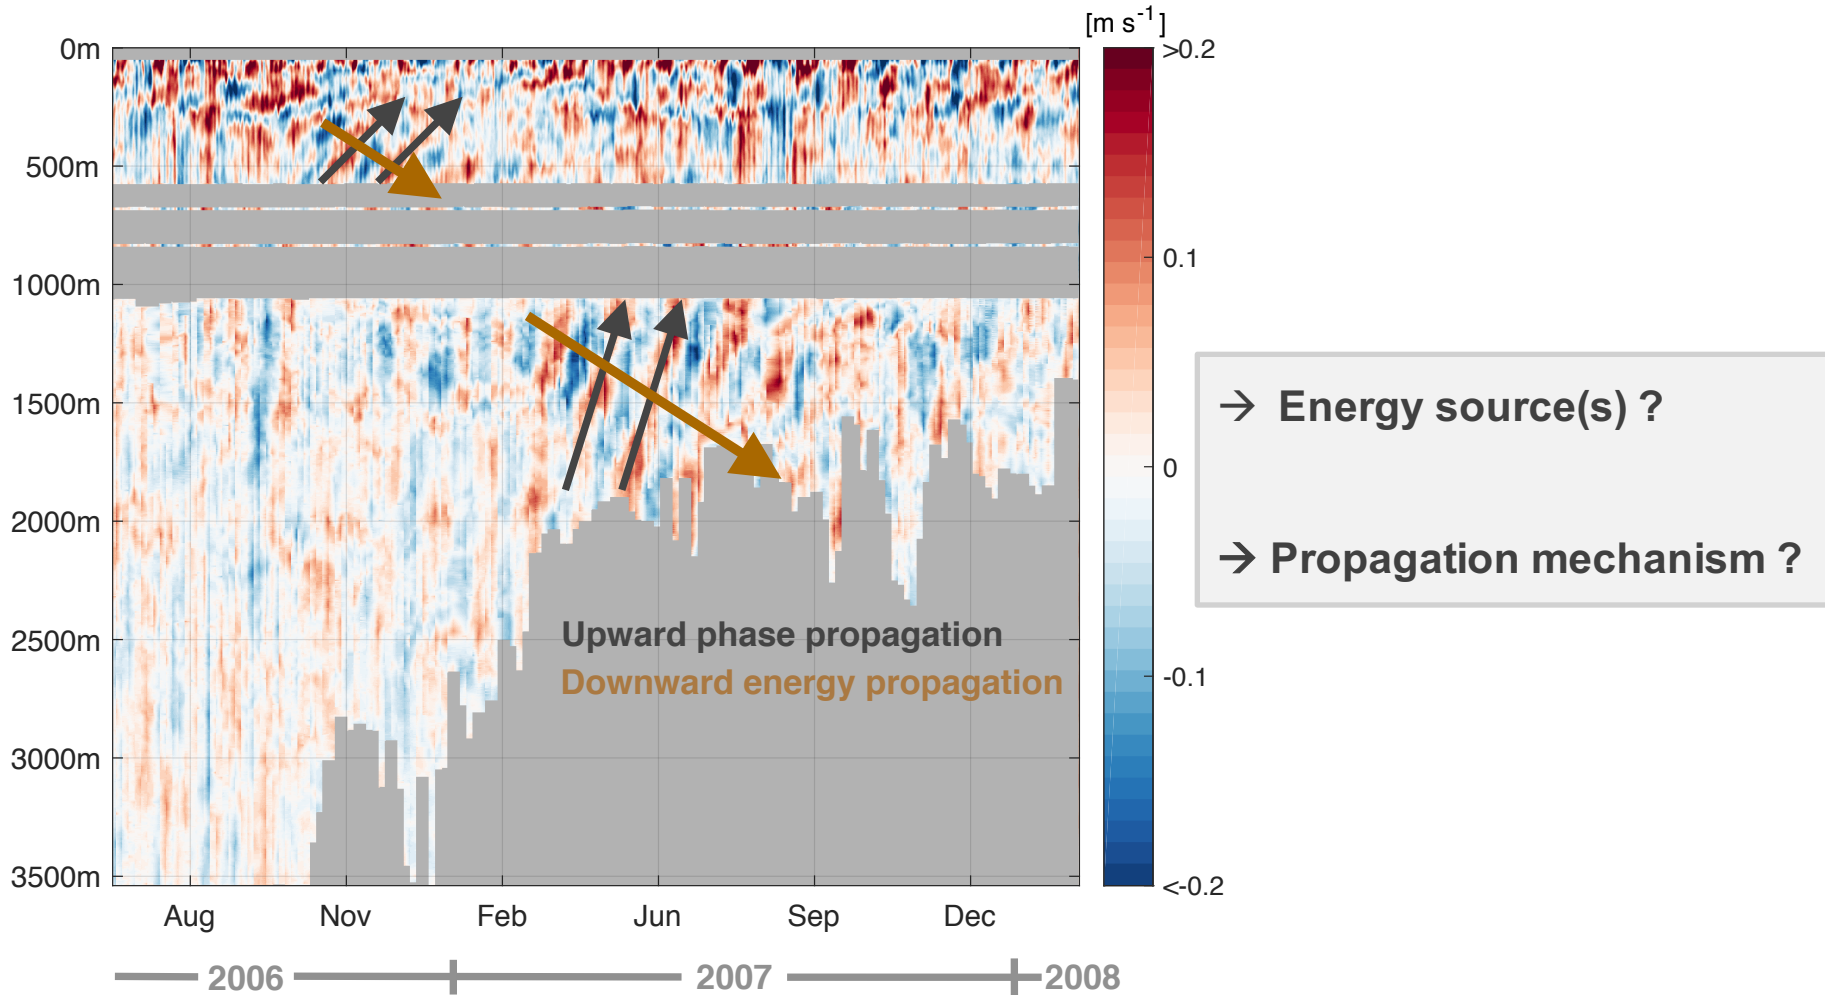 [m s-1]
0m
500m
1000m
1500m
2000m
2500m
3000m
3500m
>0.2
0.1
0
-0.1
<-0.2
Upward phase propagation
Downward energy propagation
Aug Nov Feb Jun Sep Dec
2006 2007 2008
→ Energy source(s) ?
→ Propagation mechanism ?